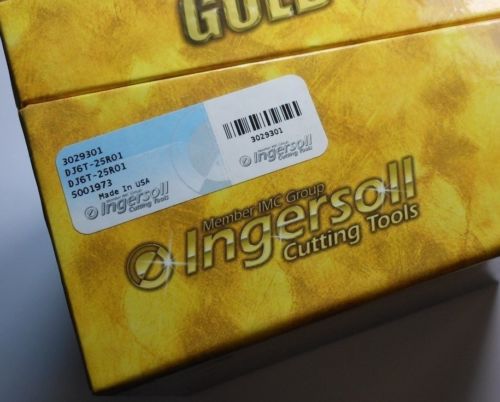 GOLD
3029301
DJ6T-25R01
DJ6T-25R01
5001973
Made In USA
Ingersoll
Cutting Tools
3029301
Ingersoll
Cutting Tools
Member IMC Group
Ingersoll
Cutting Tools